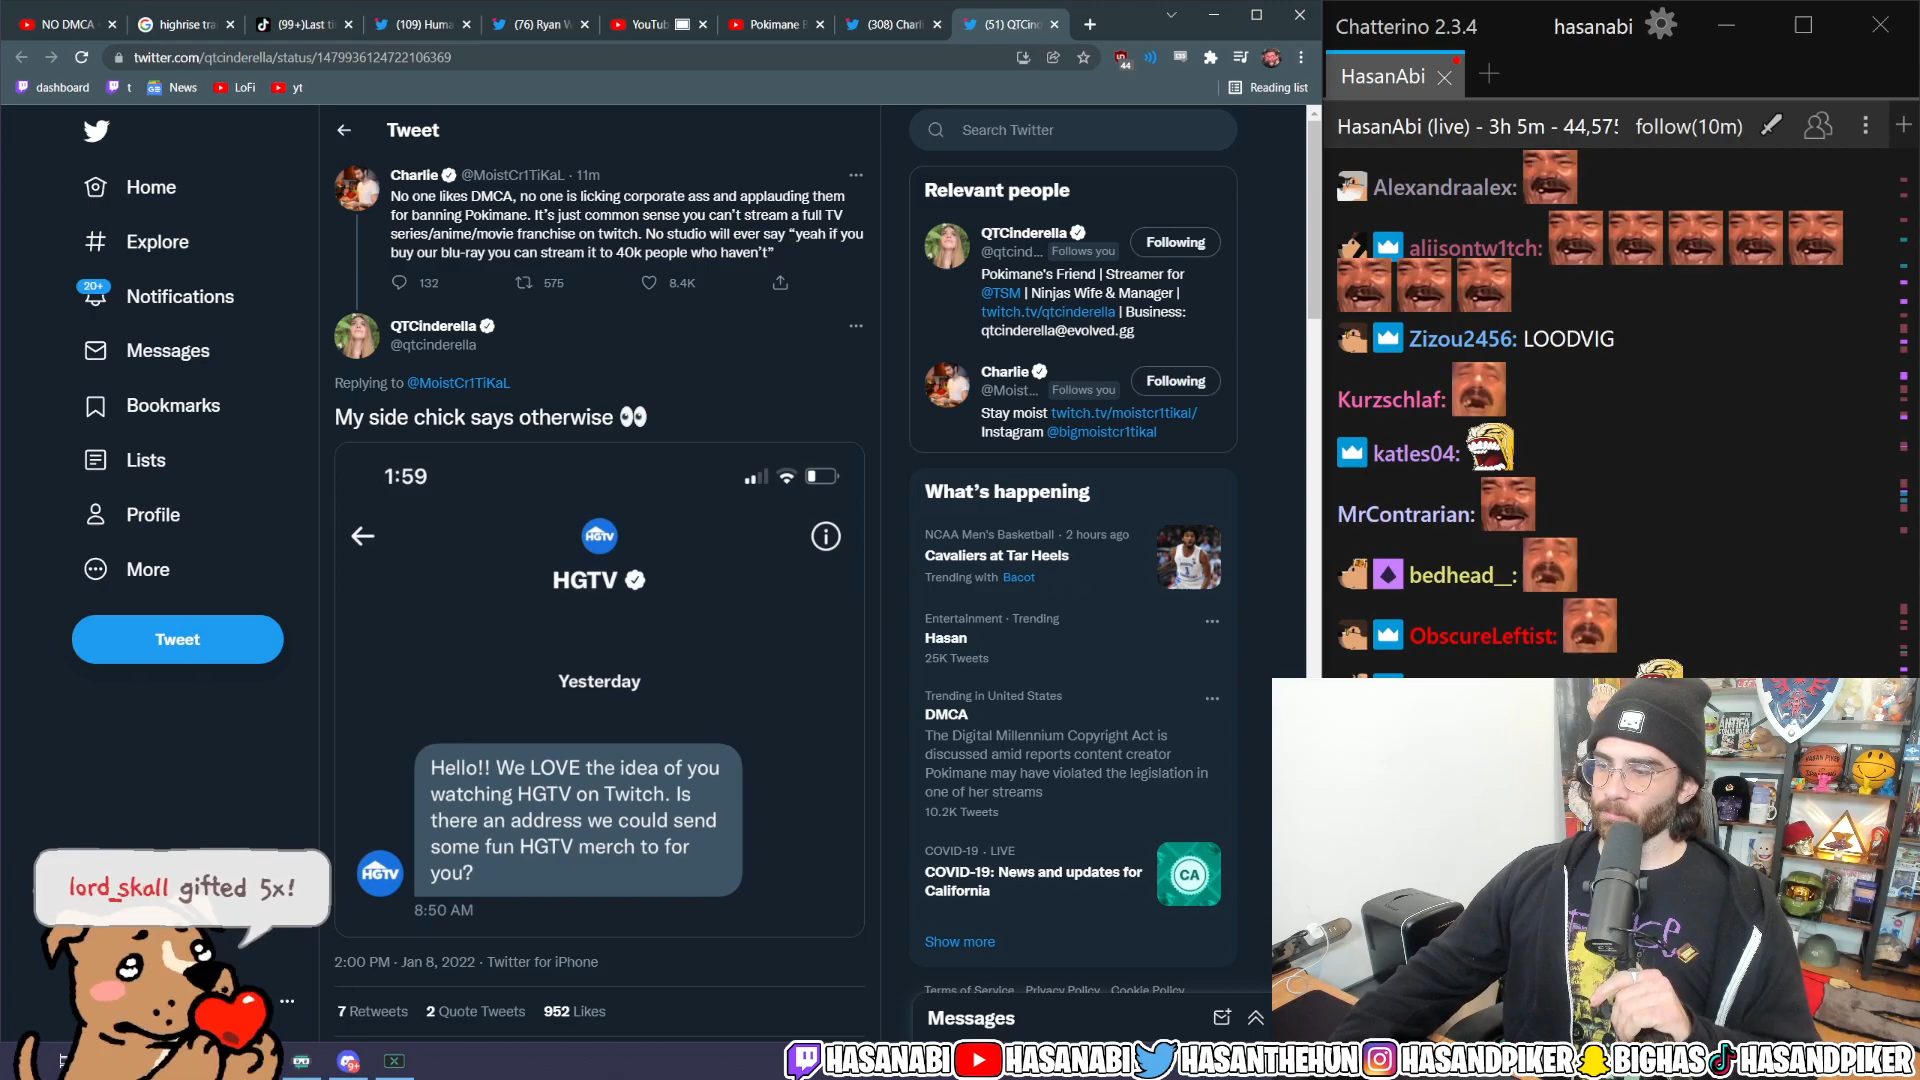 NO DMCA
highrise tra
(99+)Last ti
(109) Huma
(76) Ryan W
YouTub
Pokimane B
(308) Charli
(51) QTCin
twitter.com/qtcinderella/status/1479936124722106369
44
dashboard
t
News
LoFi
yt
Reading list
Home
Explore
20+
Notifications
Messages
Bookmarks
Lists
Profile
More
Tweet
Tweet
Charlie @MoistCr1TiKaL · 11m
No one likes DMCA, no one is licking corporate ass and applauding them
for banning Pokimane. It's just common sense you can't stream a full TV
series/anime/movie franchise on twitch. No studio will ever say "yeah if you
buy our blu-ray you can stream it to 40k people who haven't"
132 575 8.4K
QTCinderella
@qtcinderella
Replying to @MoistCr1TiKaL
My side chick says otherwise 👀
1:59
HGTV
HGTV
Yesterday
Hello!! We LOVE the idea of you
watching HGTV on Twitch. Is
there an address we could send
some fun HGTV merch to for
you?
HGTV
8:50 AM
2:00 PM · Jan 8, 2022 · Twitter for iPhone
7 Retweets 2 Quote Tweets 952 Likes
Search Twitter
Relevant people
QTCinderella
@qtcind... Follows you
Following
Pokimane's Friend | Streamer for
@TSM | Ninjas Wife & Manager |
twitch.tv/qtcinderella | Business:
qtcinderella@evolved.gg
Charlie
@Moist... Follows you
Following
Stay moist twitch.tv/moistcr1tikal/
Instagram @bigmoistcr1tikal
What's happening
NCAA Men's Basketball · 2 hours ago
Cavaliers at Tar Heels
Trending with Bacot
Entertainment · Trending
Hasan
25K Tweets
Trending in United States
DMCA
The Digital Millennium Copyright Act is
discussed amid reports content creator
Pokimane may have violated the legislation in
one of her streams
10.2K Tweets
COVID-19 · LIVE
COVID-19: News and updates for
California
CA
Show more
Terms of Service Privacy Policy Cookie Policy
Messages
Chatterino 2.3.4
hasanabi
HasanAbi
HasanAbi (live) - 3h 5m - 44,575
follow(10m)
Alexandraalex:
aliisontw1tch:
Zizou2456: LOODVIG
Kurzschlaf:
katles04:
MrContrarian:
bedhead__:
ObscureLeftist:
lord_skall gifted 5x!
9+
HASANABI HASANABI HASANTHEHUN HASANDPIKER BIGHAS HASANDPIKER